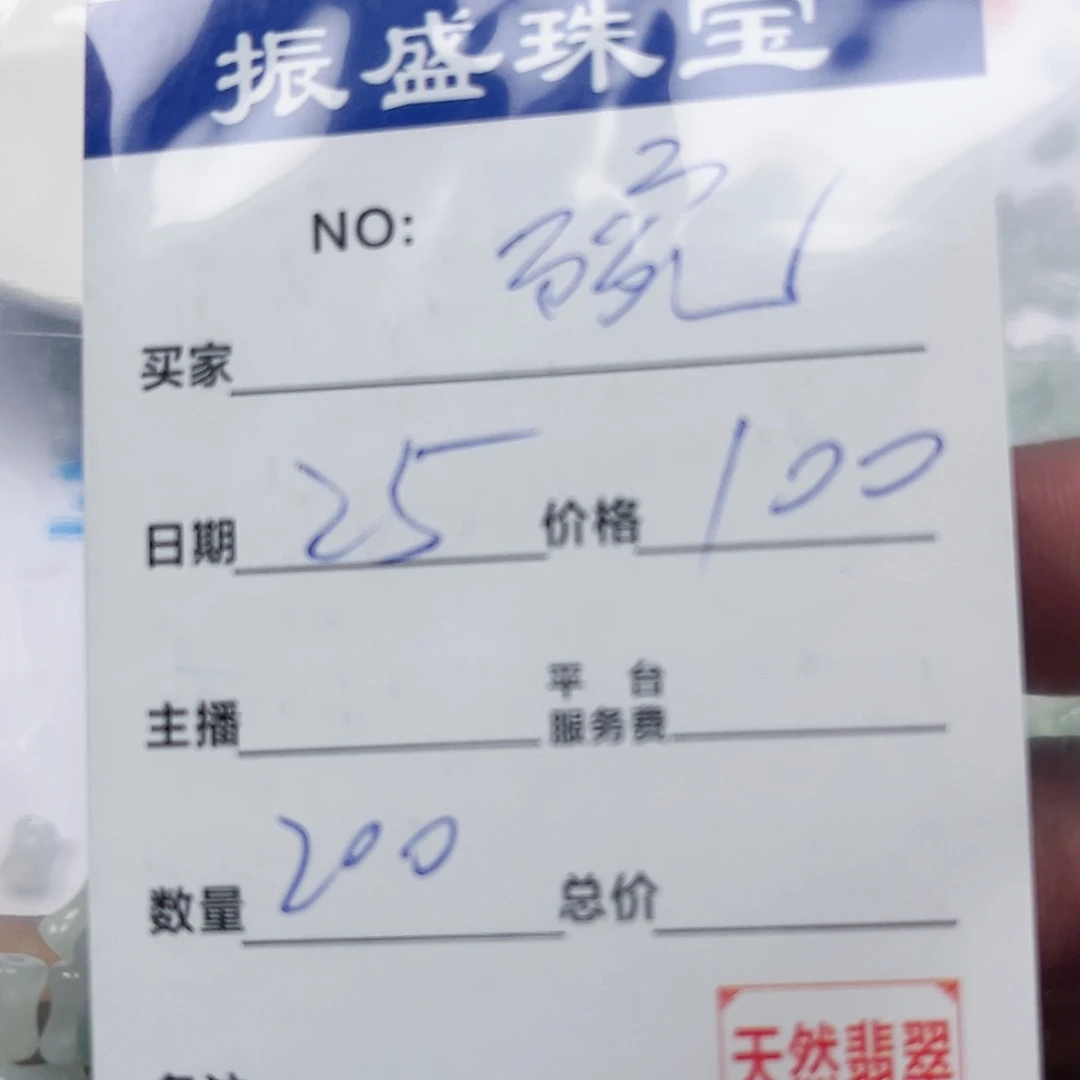 振盛珠宝
NO:
买家
日期 25 价格 100
主播 平台服务费
数量 200 总价
天然翡翠